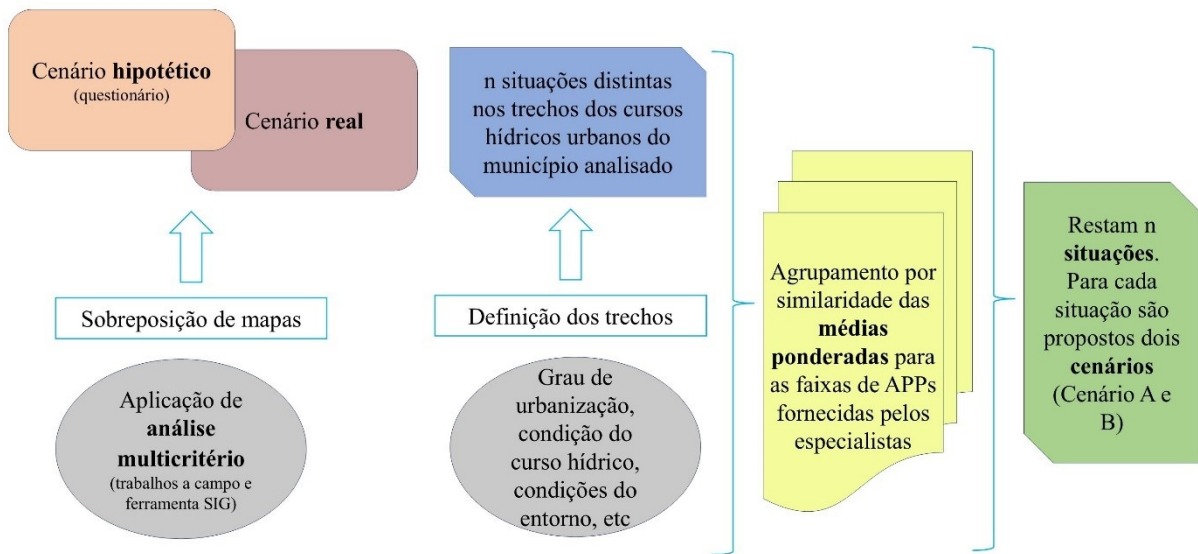 Cenário hipotético
(questionário)
Cenário real
Sobreposição de mapas
Aplicação de
análise
multicritério
(trabalhos a campo e
ferramenta SIG)
n situações distintas
nos trechos dos cursos
hídricos urbanos do
município analisado
Definição dos trechos
Grau de
urbanização,
condição do
curso hídrico,
condições do
entorno, etc
Agrupamento por
similaridade das
médias
ponderadas para
as faixas de APPs
fornecidas pelos
especialistas
Restam n
situações.
Para cada
situação são
propostos dois
cenários
(Cenário A e
B)